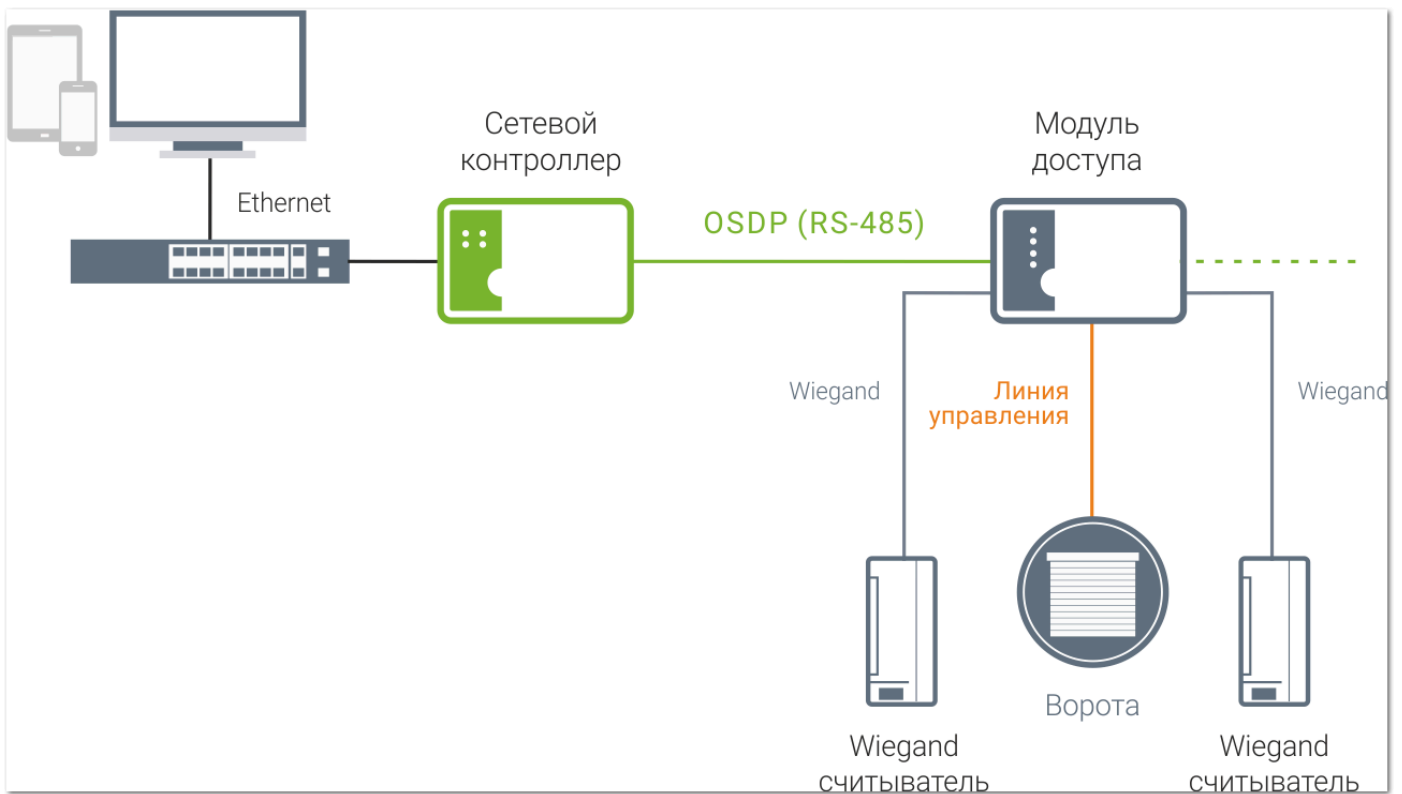 Сетевой
контроллер
Модуль
доступа
Ethernet
OSDP (RS-485)
Wiegand
Линия
управления
Wiegand
Ворота
Wiegand
считыватель
Wiegand
считыватель